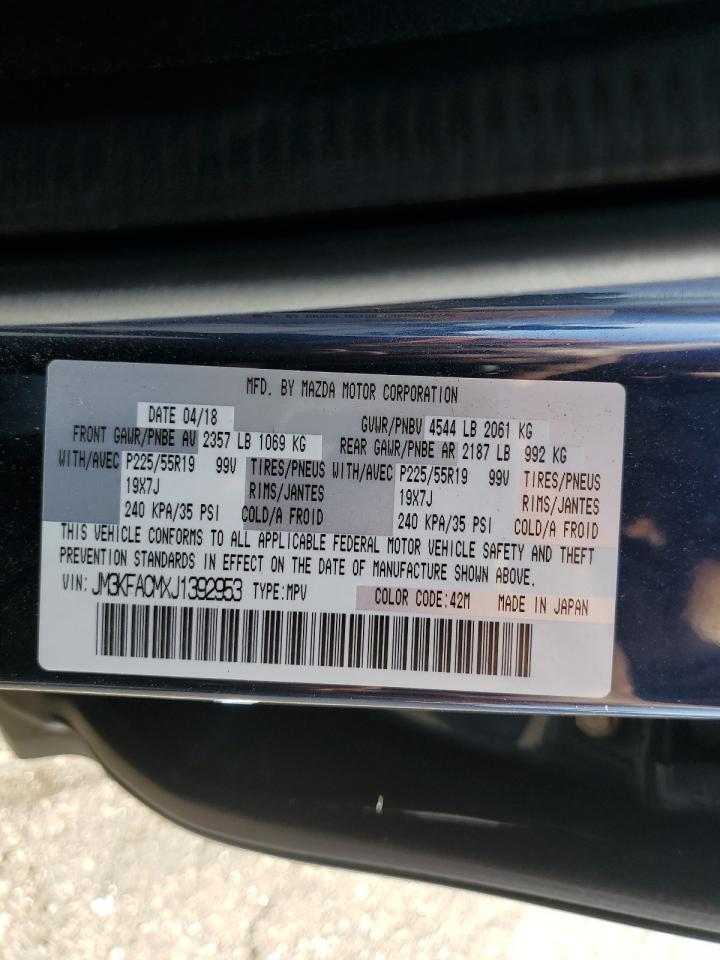 MFD. BY MAZDA MOTOR CORPORATION
DATE 04/18 GVWR/PNBV 4544 LB 2061 KG
FRONT GAWR/PNBE AV 2357 LB 1069 KG REAR GAWR/PNBE AR 2187 LB 992 KG
WITH/AVEC P225/55R19 99V TIRES/PNEUS WITH/AVEC P225/55R19 99V TIRES/PNEUS
19X7J RIMS/JANTES 19X7J RIMS/JANTES
240 KPA/35 PSI COLD/A FROID 240 KPA/35 PSI COLD/A FROID
THIS VEHICLE CONFORMS TO ALL APPLICABLE FEDERAL MOTOR VEHICLE SAFETY AND THEFT
PREVENTION STANDARDS IN EFFECT ON THE DATE OF MANUFACTURE SHOWN ABOVE.
VIN: JM3KFACMXJ1392953 TYPE:MPV COLOR CODE:42M MADE IN JAPAN